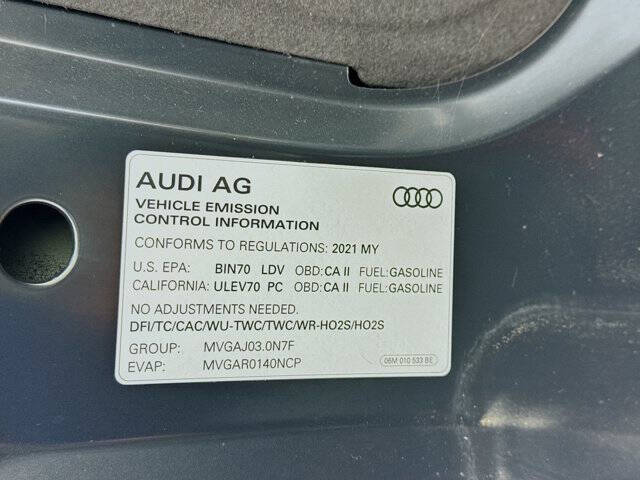 AUDI AG
VEHICLE EMISSION
CONTROL INFORMATION
CONFORMS TO REGULATIONS: 2021 MY
U.S. EPA: BIN70 LDV OBD:CA II FUEL:GASOLINE
CALIFORNIA: ULEV70 PC OBD:CA II FUEL:GASOLINE
NO ADJUSTMENTS NEEDED.
DFI/TC/CAC/WU-TWC/TWC/WR-HO2S/HO2S
GROUP: MVGAJ03.0N7F
EVAP: MVGAR0140NCP
06M 010 533 BE